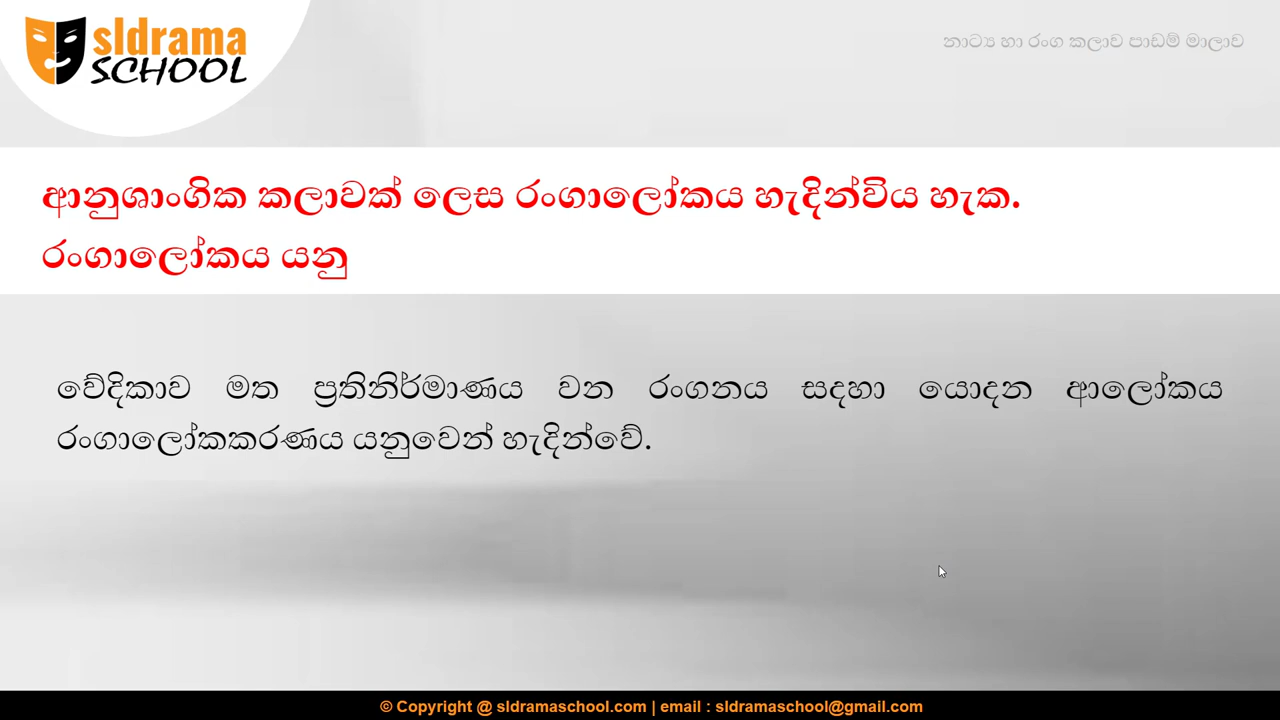 sldrama
SCHOOL
නාට්‍ය හා රංග කලාව පාඩම් මාලාව
ආනුශාංගික කලාවක් ලෙස රංගාලෝකය හැදින්විය හැක.
රංගාලෝකය යනු
වේදිකාව මත ප්‍රතිනිර්මාණය වන රංගනය සදහා යොදන ආලෝකය
රංගාලෝකකරණය යනුවෙන් හැදින්වේ.
© Copyright @ sldramaschool.com | email : sldramaschool@gmail.com